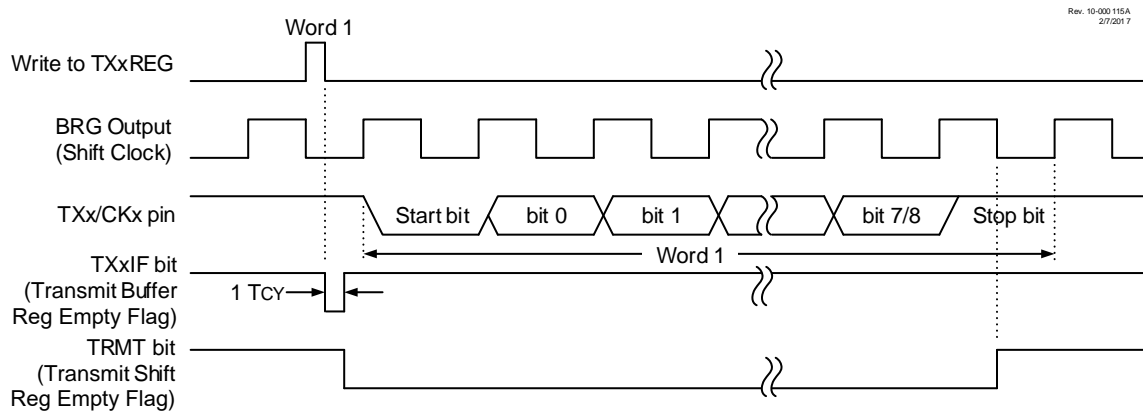 Rev. 10-000 115A
2/7/201 7
Word 1
Write to TXxREG
BRG Output
(Shift Clock)
TXx/CKx pin
Start bit
bit 0
bit 1
bit 7/8
Stop bit
Word 1
TXxIF bit
(Transmit Buffer
Reg Empty Flag)
1 TCY
TRMT bit
(Transmit Shift
Reg Empty Flag)